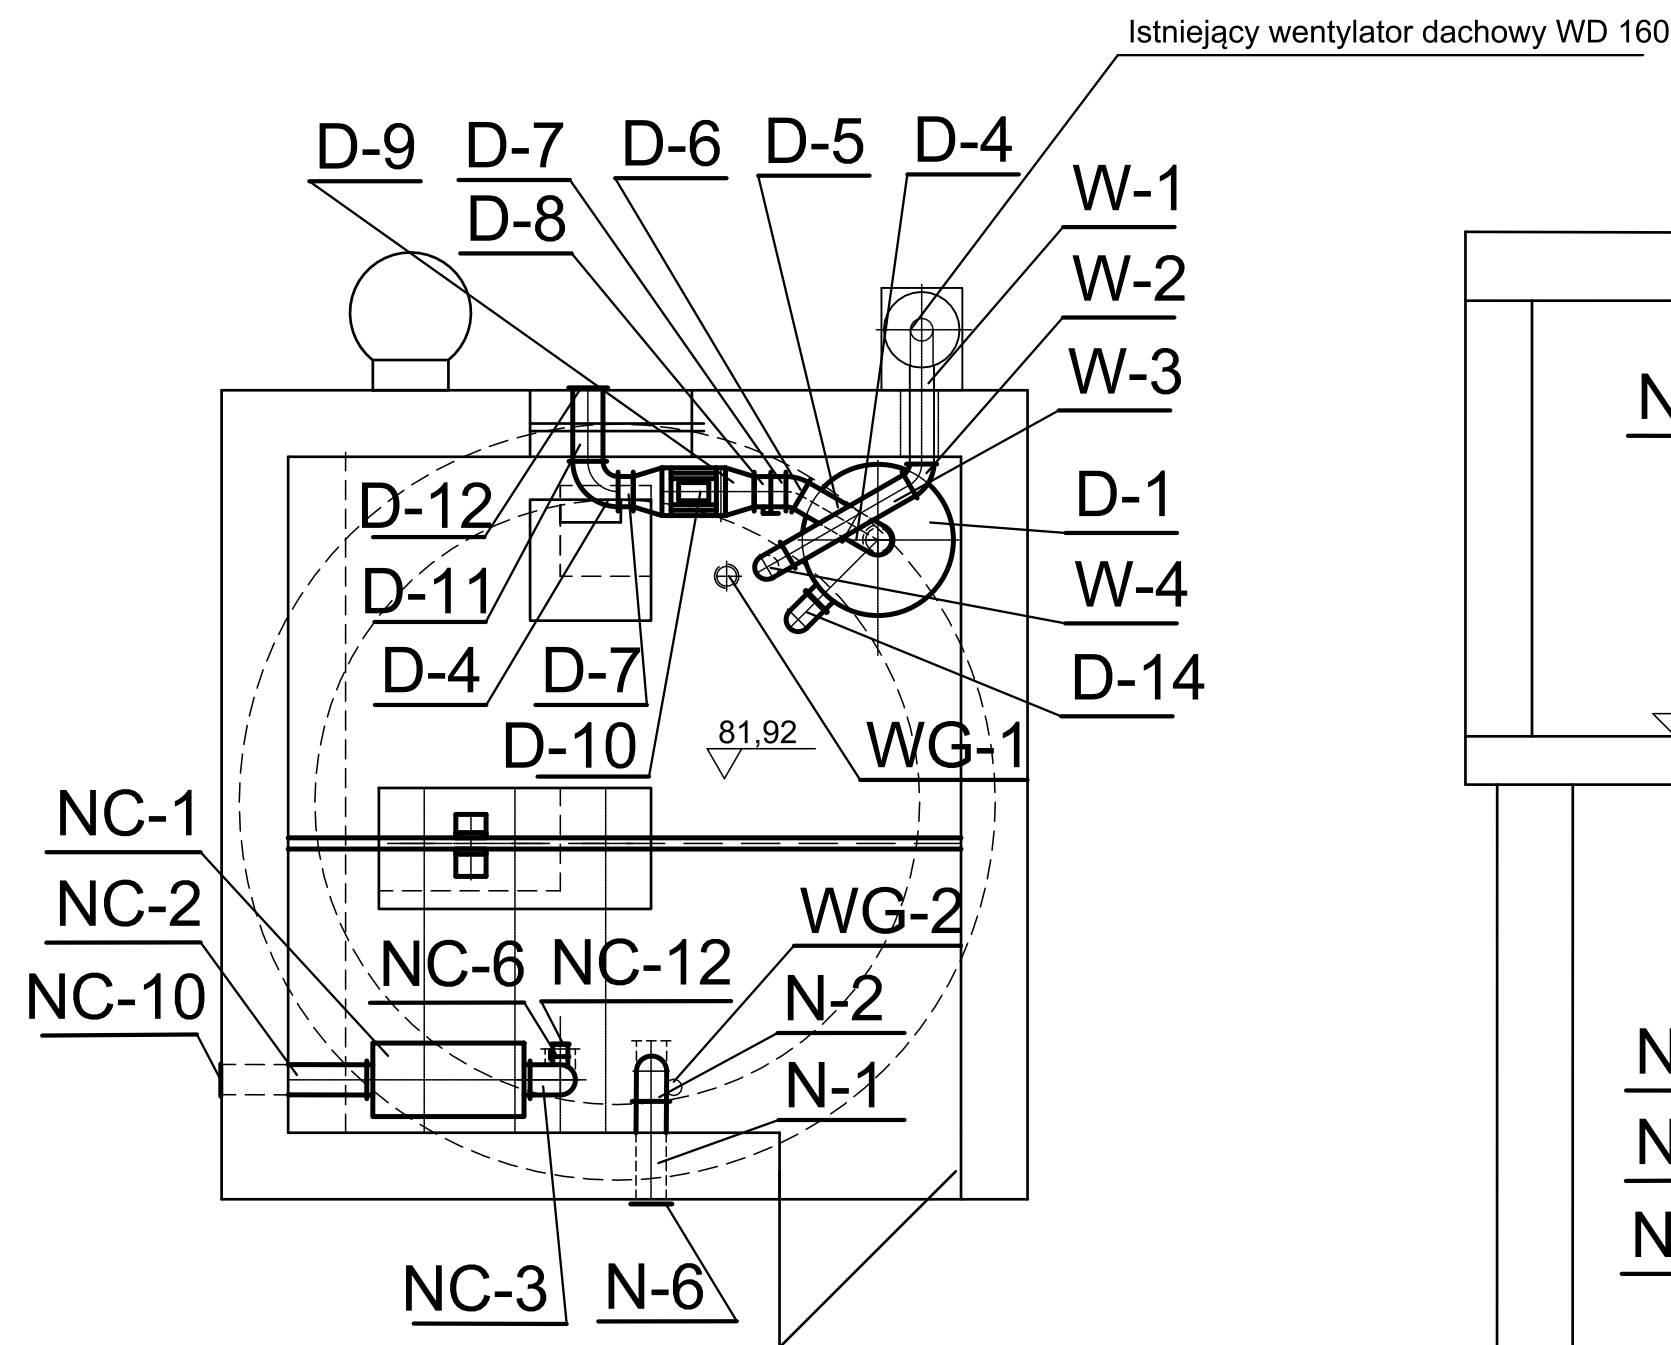 Istniejący wentylator dachowy WD 160
D-9
D-7
D-6
D-5
D-4
D-8
W-1
W-2
W-3
D-12
D-1
D-11
W-4
D-4
D-7
D-14
D-10
81,92
WG-1
NC-1
NC-2
WG-2
NC-6
NC-12
NC-10
N-2
N-1
NC-3
N-6
N
N
N
N